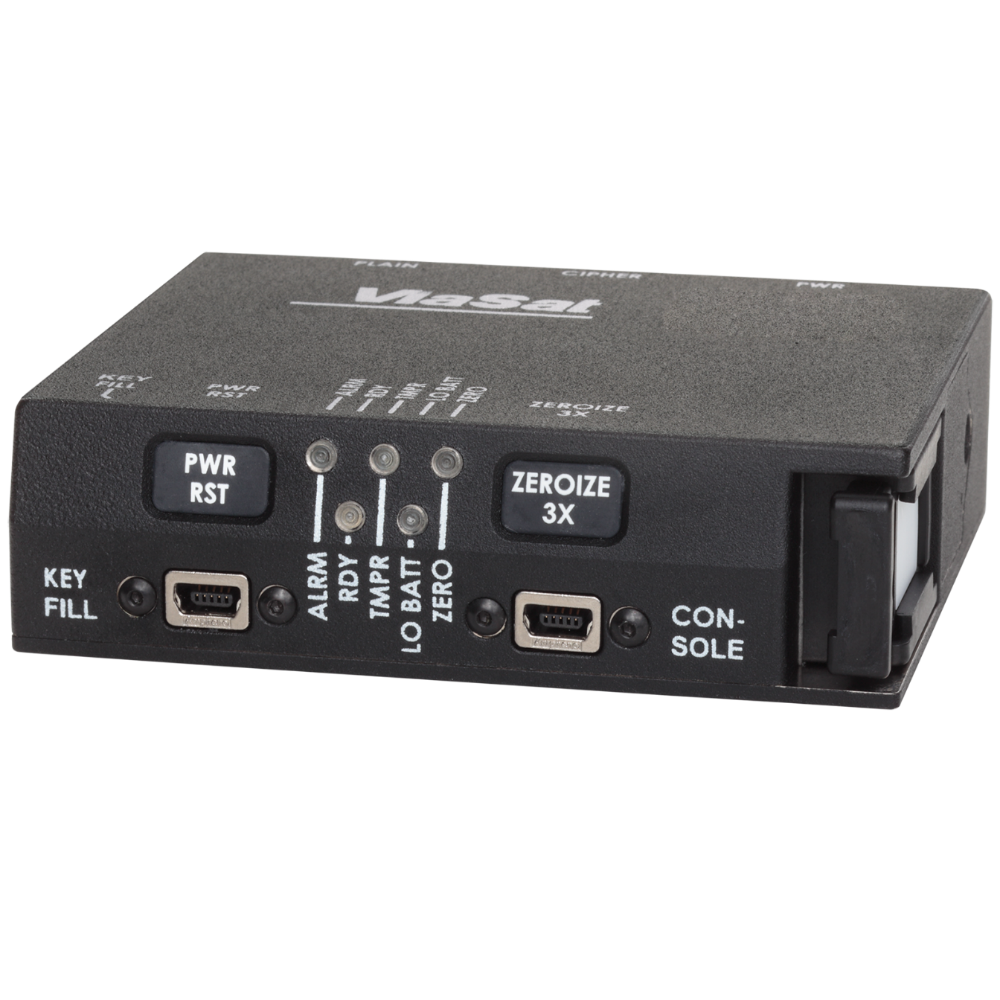 PLAIN
CIPHER
PWR
ViaSat
KEY
FILL
PWR
RST
ALRM
RDY
TMPR
LO BATT
ZERO
ZEROIZE
3X
PWR
RST
ZEROIZE
3X
KEY
FILL
ALRM
RDY
TMPR
LO BATT
ZERO
CON-
SOLE